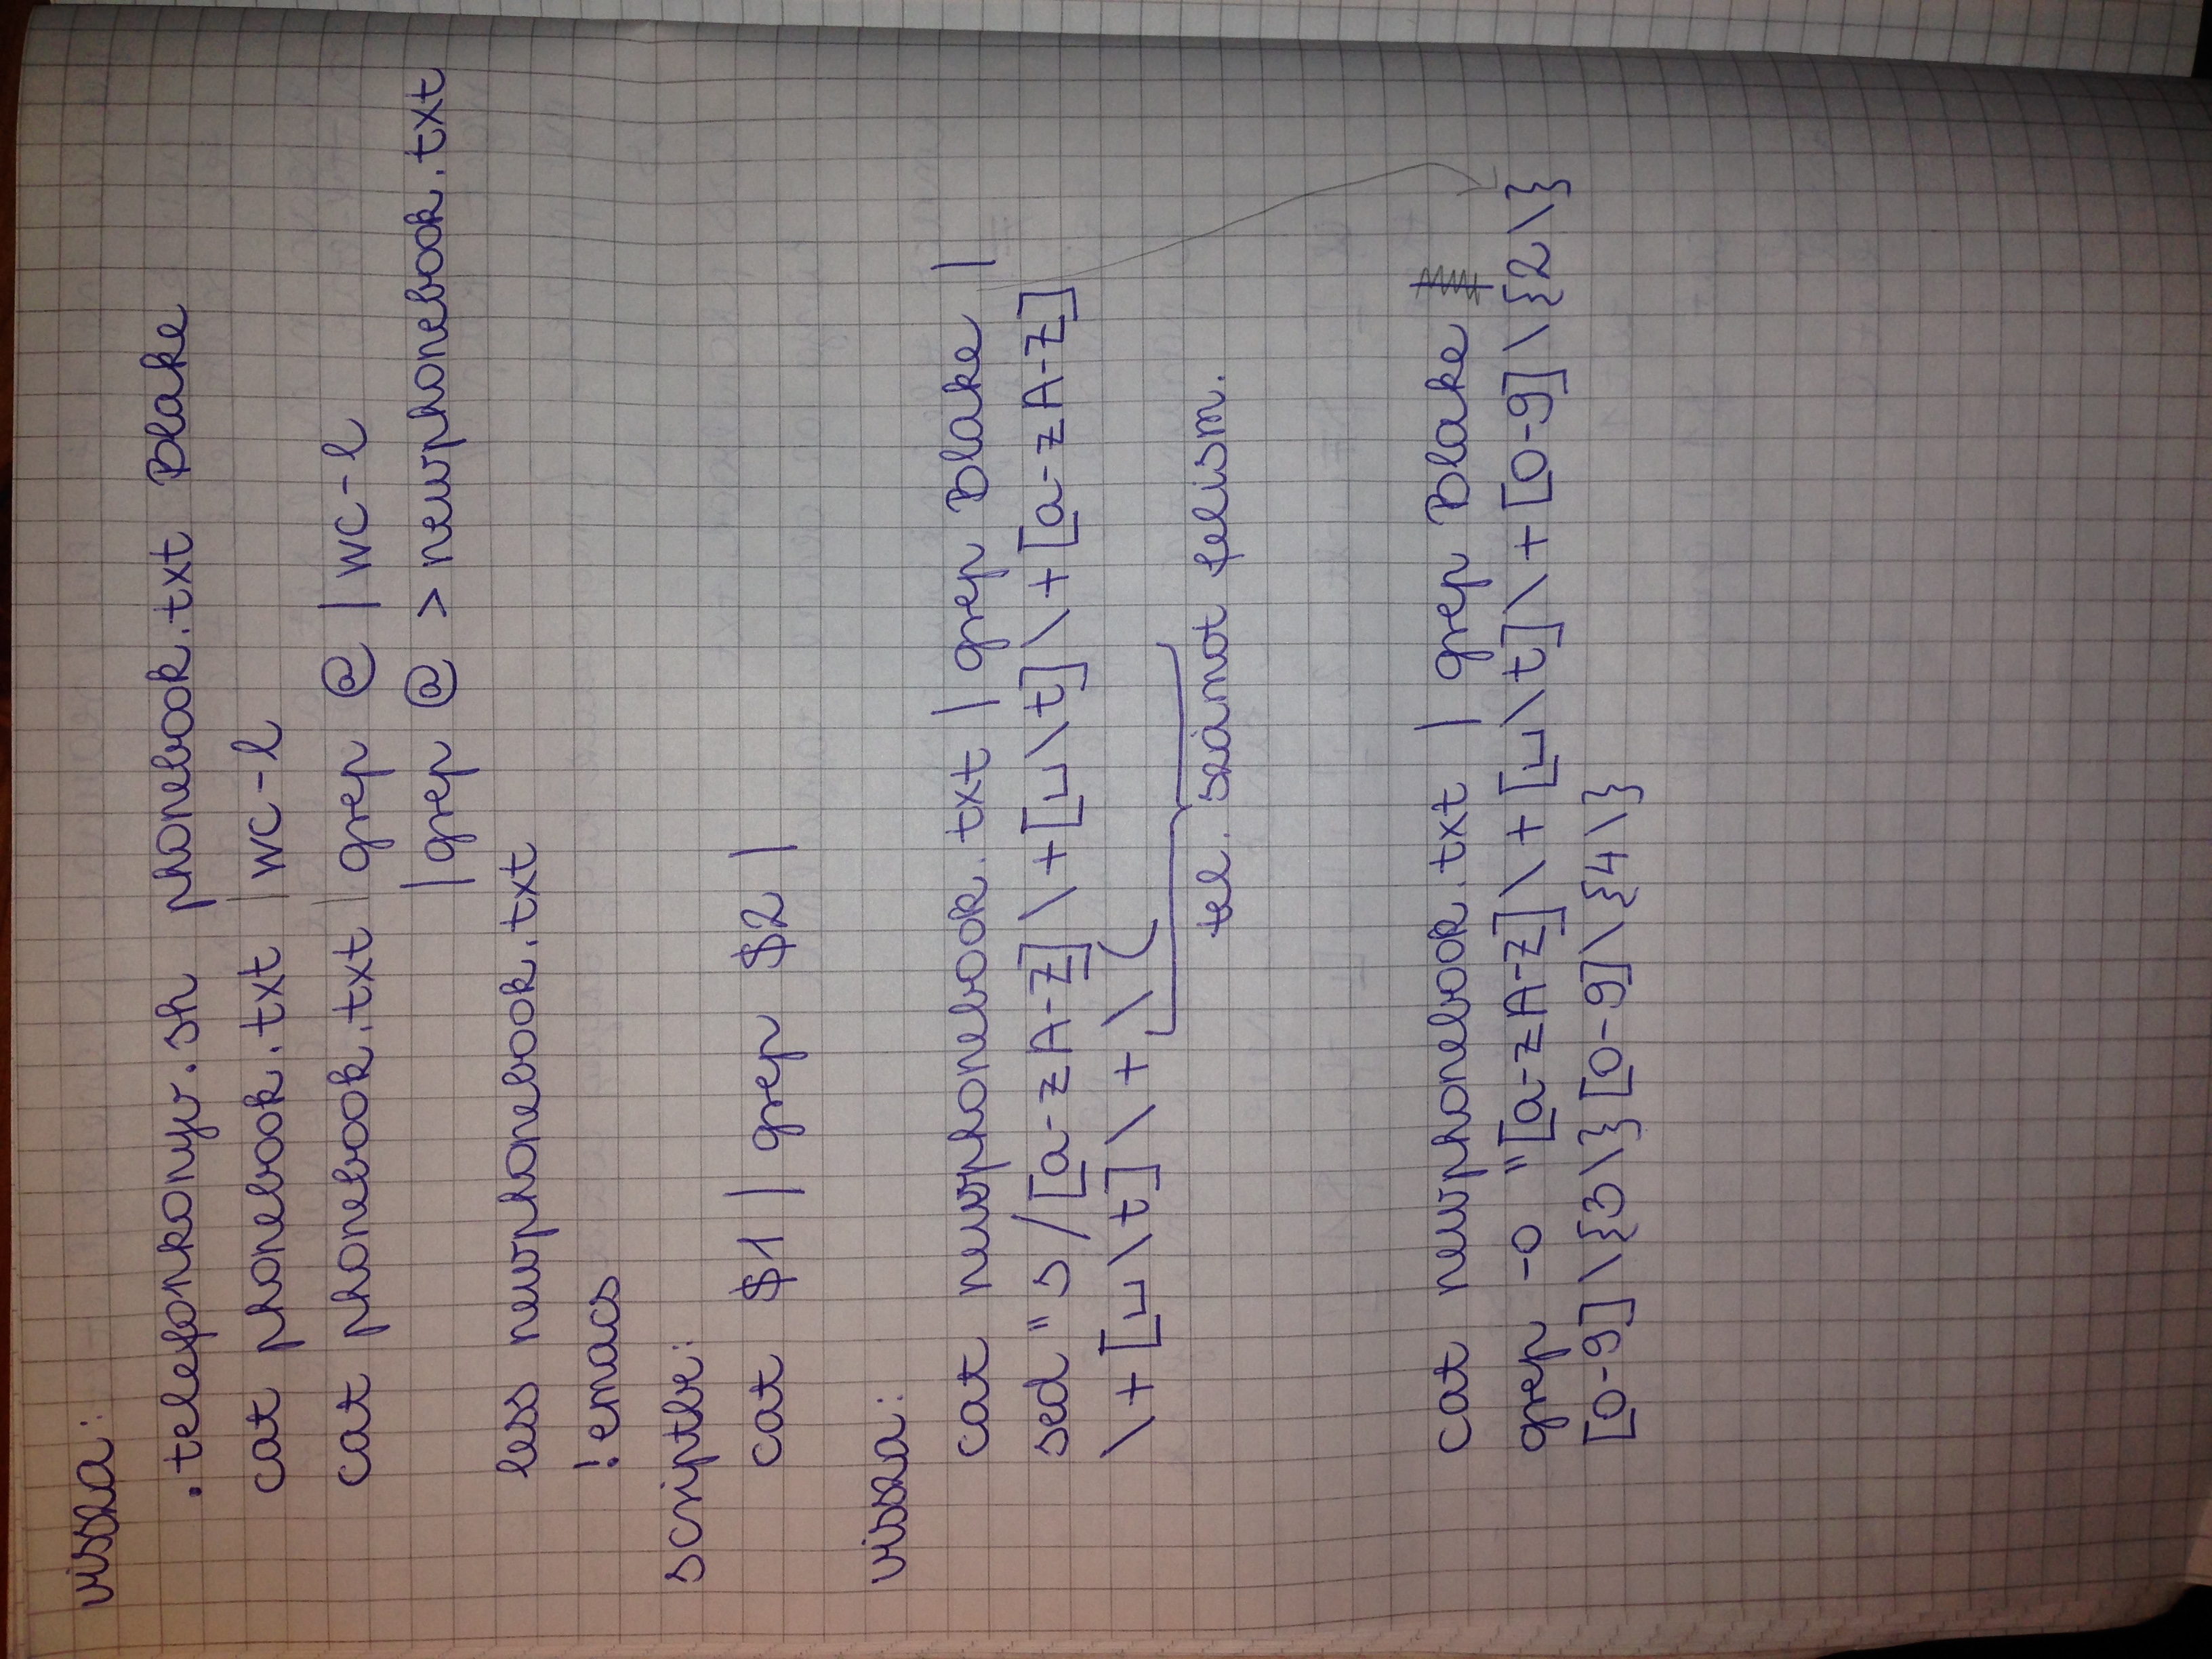 vissza:
.telefonkonyv.sh phonebook.txt Blake
cat phonebook.txt | wc -l
cat phonebook.txt | grep @ | wc -l
| grep @ > newphonebook.txt
less newphonebook.txt
!emacs
scriptbe:
cat $1 | grep $2 |
vissza:
cat newphonebook.txt | grep Blake |
sed "s/[a-zA-Z]\+[␣\t]\+[a-zA-Z]
\+[␣\t]\+\(
tel. számot felism.
cat newphonebook.txt | grep Blake
grep -o "[a-zA-Z]\+[␣\t]\+[0-9]\{2\}
[0-9]\{3\}[0-9]\{4\}